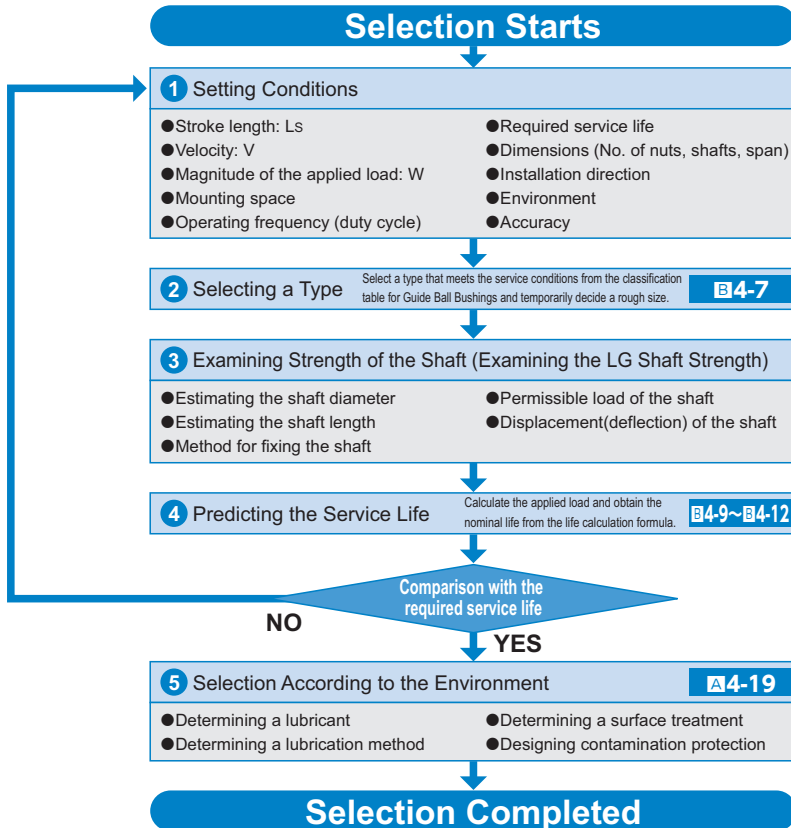 Selection Starts
1 Setting Conditions
●Stroke length: LS
●Velocity: V
●Magnitude of the applied load: W
●Mounting space
●Operating frequency (duty cycle)
●Required service life
●Dimensions (No. of nuts, shafts, span)
●Installation direction
●Environment
●Accuracy
2 Selecting a Type
Select a type that meets the service conditions from the classification
table for Guide Ball Bushings and temporarily decide a rough size.
B4-7
3 Examining Strength of the Shaft (Examining the LG Shaft Strength)
●Estimating the shaft diameter
●Estimating the shaft length
●Method for fixing the shaft
●Permissible load of the shaft
●Displacement(deflection) of the shaft
4 Predicting the Service Life
Calculate the applied load and obtain the
nominal life from the life calculation formula.
B4-9~B4-12
Comparison with the
required service life
NO
YES
5 Selection According to the Environment
A4-19
●Determining a lubricant
●Determining a lubrication method
●Determining a surface treatment
●Designing contamination protection
Selection Completed